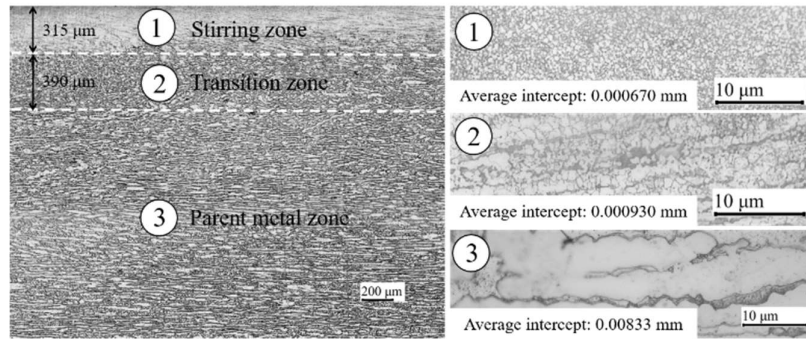 315 μm
1 Stirring zone
390 μm
2 Transition zone
3 Parent metal zone
200 μm
1
Average intercept: 0.000670 mm
10 μm
2
Average intercept: 0.000930 mm
10 μm
3
Average intercept: 0.00833 mm
10 μm